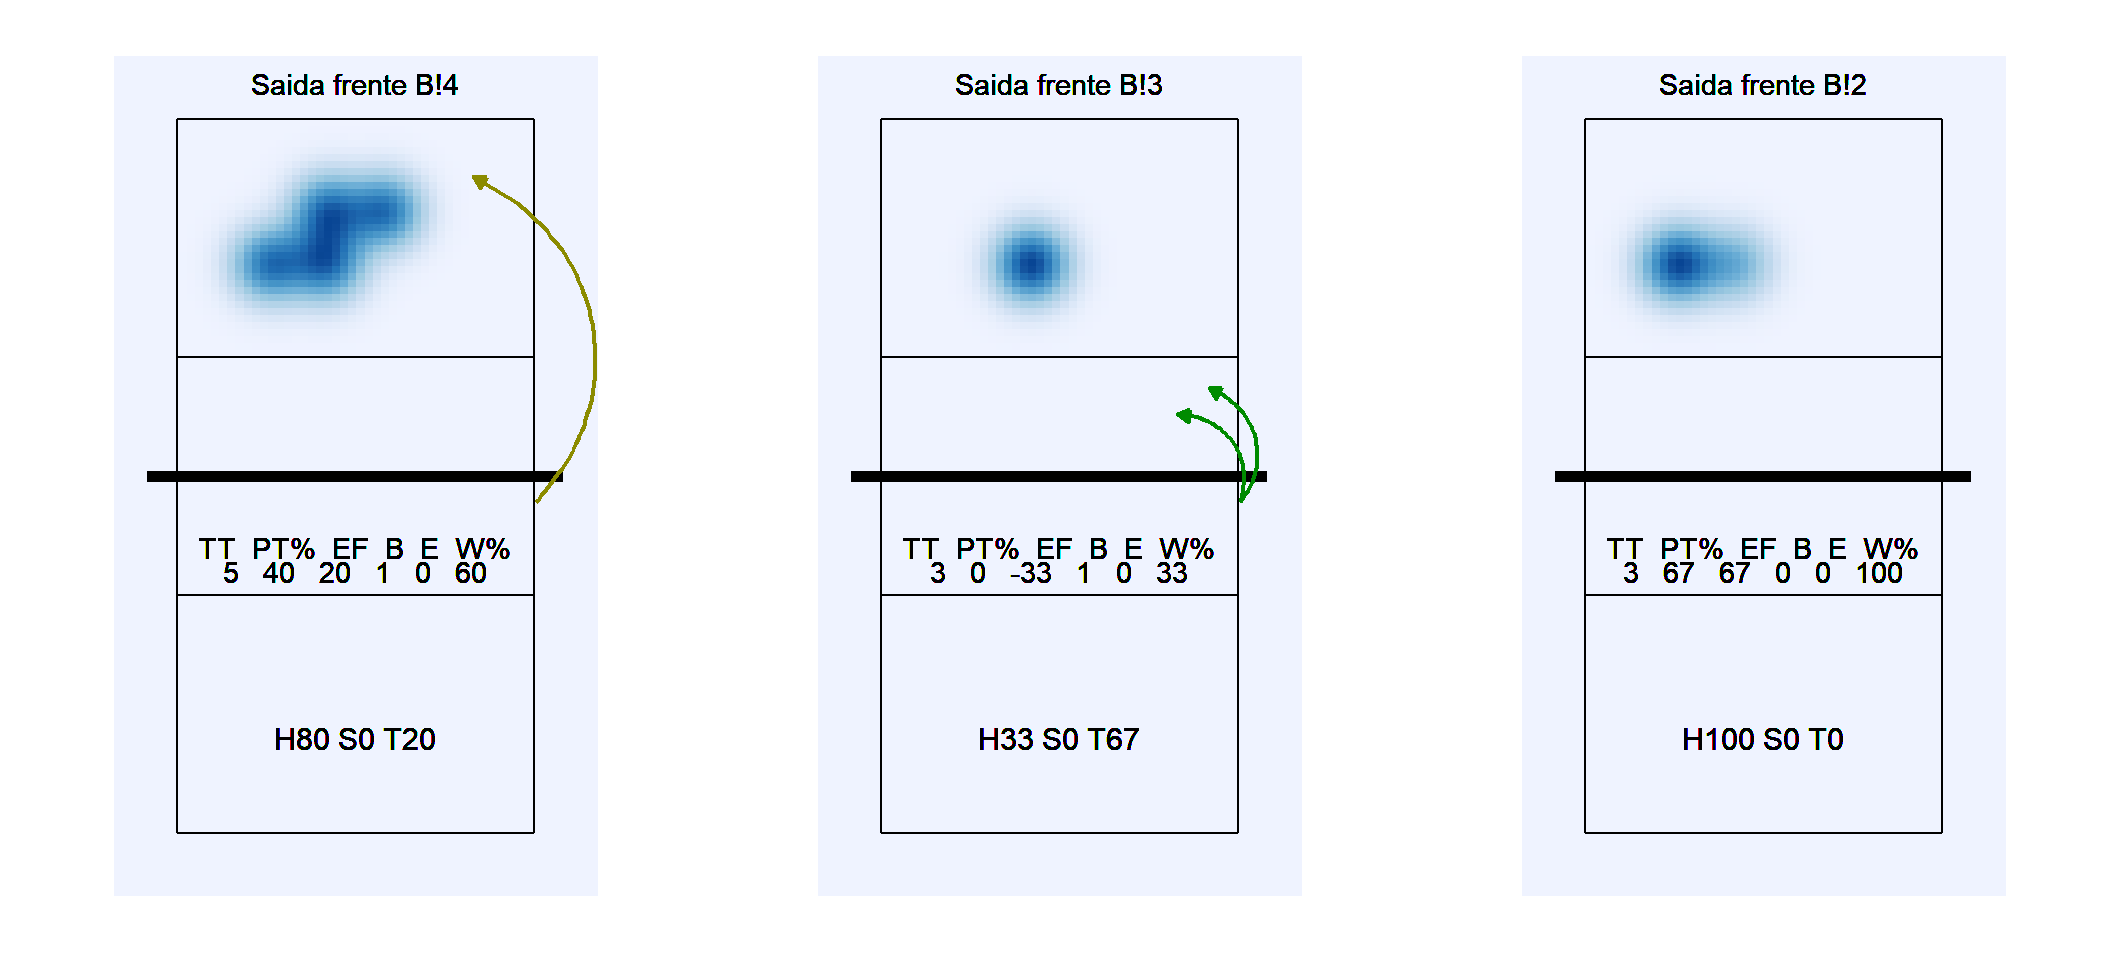 Saida frente B!4
TT PT% EF B E W%
5 40 20 1 0 60
H80 S0 T20
Saida frente B!3
TT PT% EF B E W%
3 0 -33 1 0 33
H33 S0 T67
Saida frente B!2
TT PT% EF B E W%
3 67 67 0 0 100
H100 S0 T0